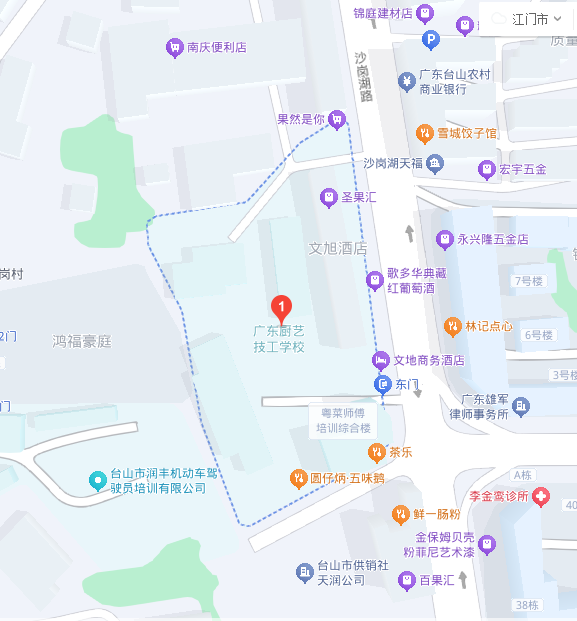 锦庭建材店
江门市
南庆便利店
沙岗湖路
广东台山农村
商业银行
果然是你
雪城饺子馆
沙岗湖天福
宏宇五金
圣果汇
文旭酒店
永兴隆五金店
岗村
歌多华典藏
红葡萄酒
7号楼
1
2门
鸿福豪庭
广东厨艺
技工学校
林记点心
6号楼
文地商务酒店
3号楼
东门
门
粤菜师傅
培训综合楼
广东雄军
律师事务所
茶乐
台山市润丰机动车驾
驶员培训有限公司
圆仔炳·五味鹅
A栋
李金鸾诊所
40
鲜一肠粉
金保姆贝壳
粉菲尼艺术漆
台山市供销社
天润公司
百果汇
38栋